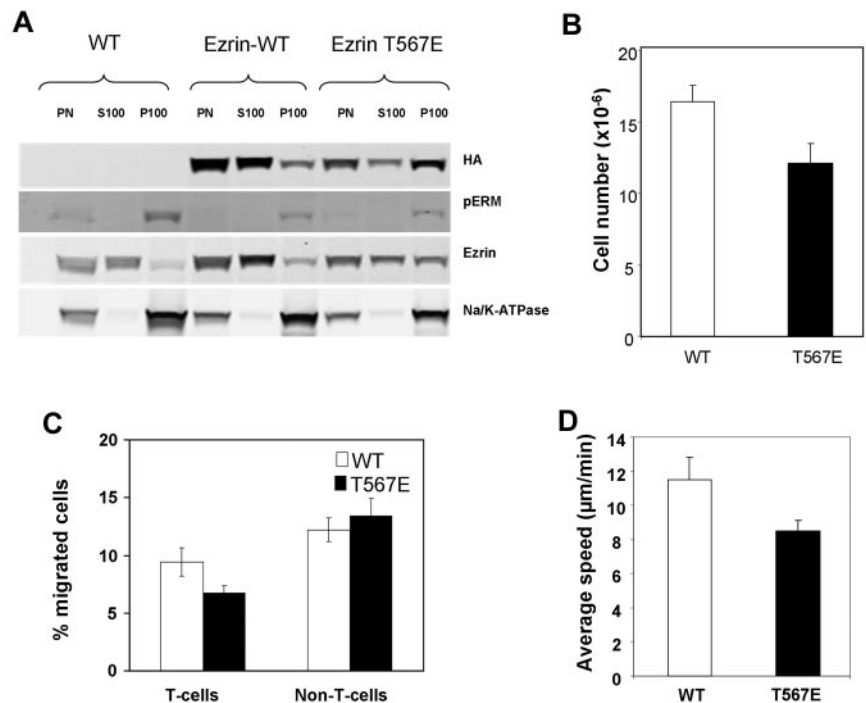 A
WT Ezrin-WT Ezrin T567E
PN S100 P100 PN S100 P100 PN S100 P100
HA
pERM
Ezrin
Na/K-ATPase
B
Cell number (x10-6)
20
15
10
5
0
WT T567E
C
% migrated cells
20
15
10
5
0
WT
T567E
T-cells Non-T-cells
D
Average speed (µm/min)
14
12
10
8
6
4
2
0
WT T567E